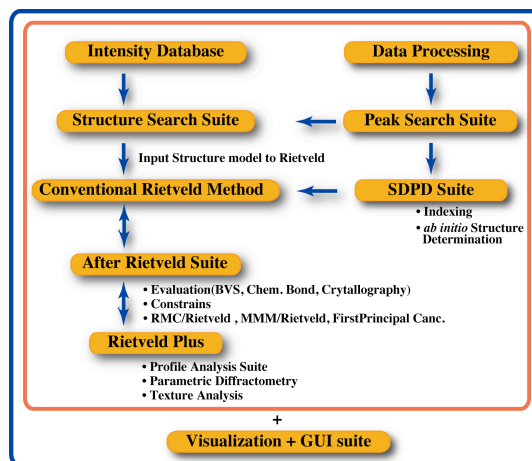 Intensity Database
Data Processing
Structure Search Suite
Peak Search Suite
Input Structure model to Rietveld
Conventional Rietveld Method
SDPD Suite
• Indexing
• ab initio Structure
Determination
After Rietveld Suite
• Evaluation(BVS, Chem. Bond, Crytallography)
• Constrains
• RMC/Rietveld , MMM/Rietveld, FirstPrincipal Canc.
Rietveld Plus
• Profile Analysis Suite
• Parametric Diffractometry
• Texture Analysis
+
Visualization + GUI suite